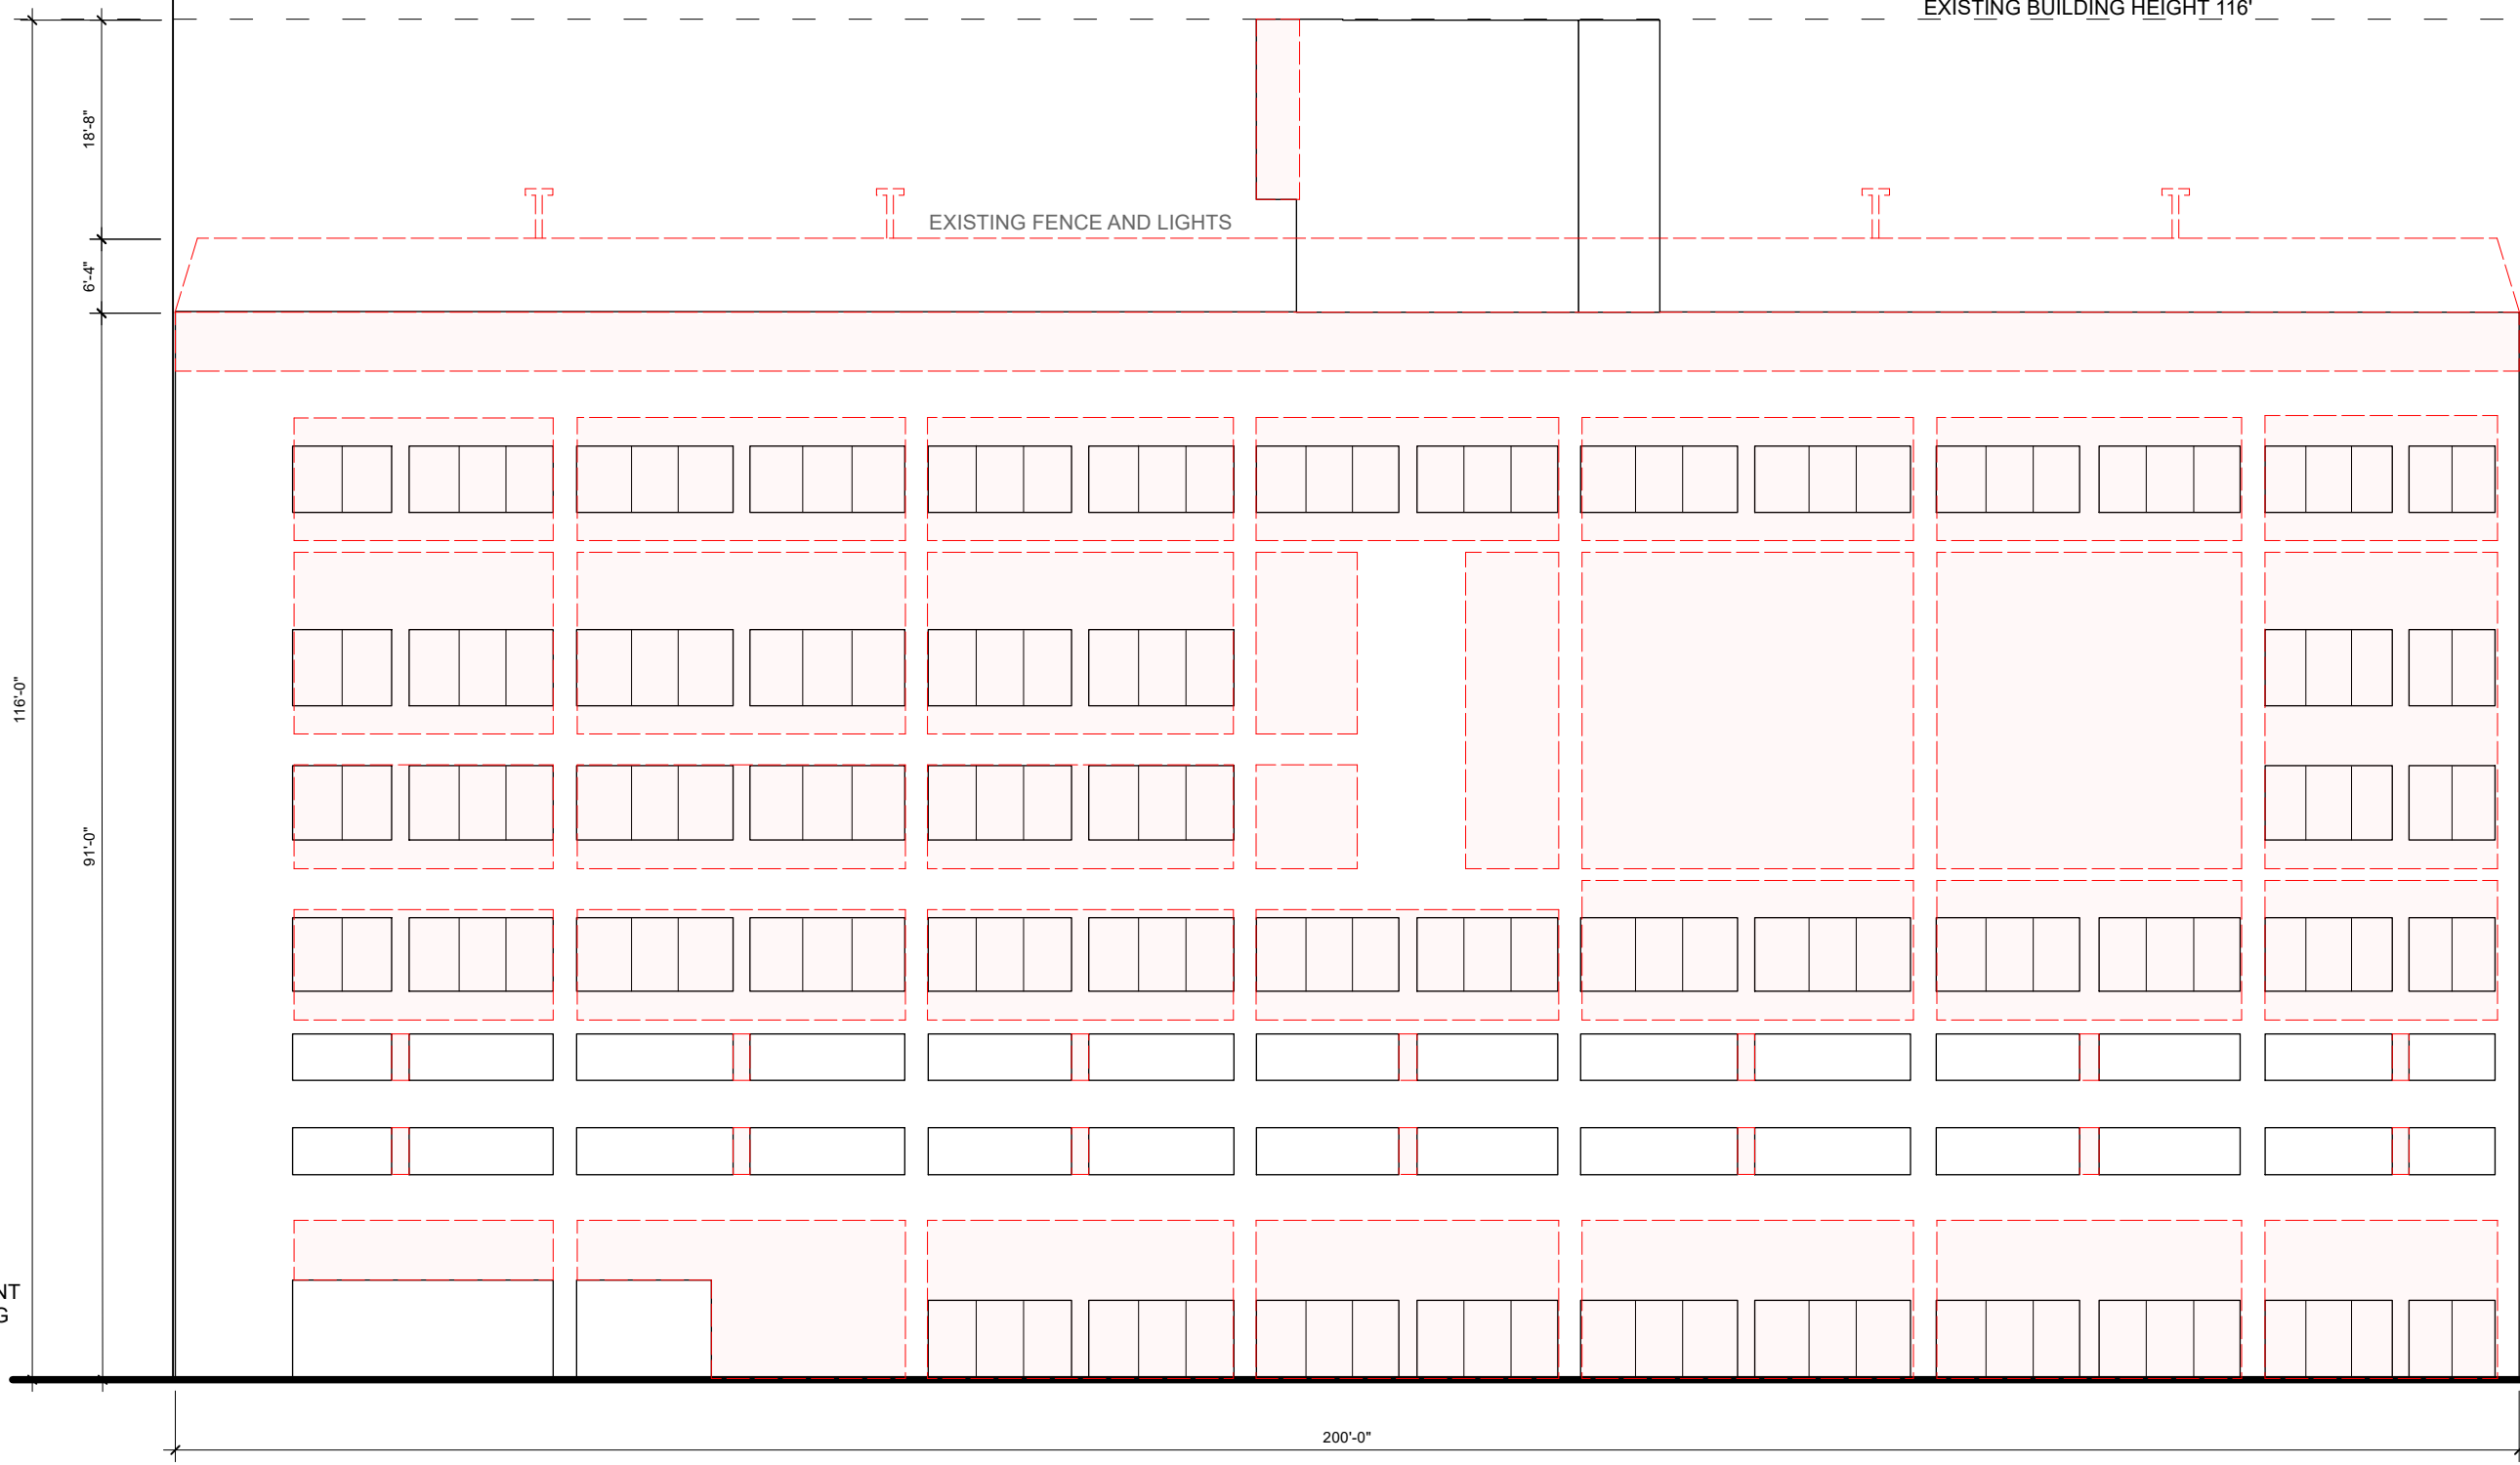 EXISTING BUILDING HEIGHT 116'
18'-8"
EXISTING FENCE AND LIGHTS
6'-4"
116'-0"
91'-0"
200'-0"